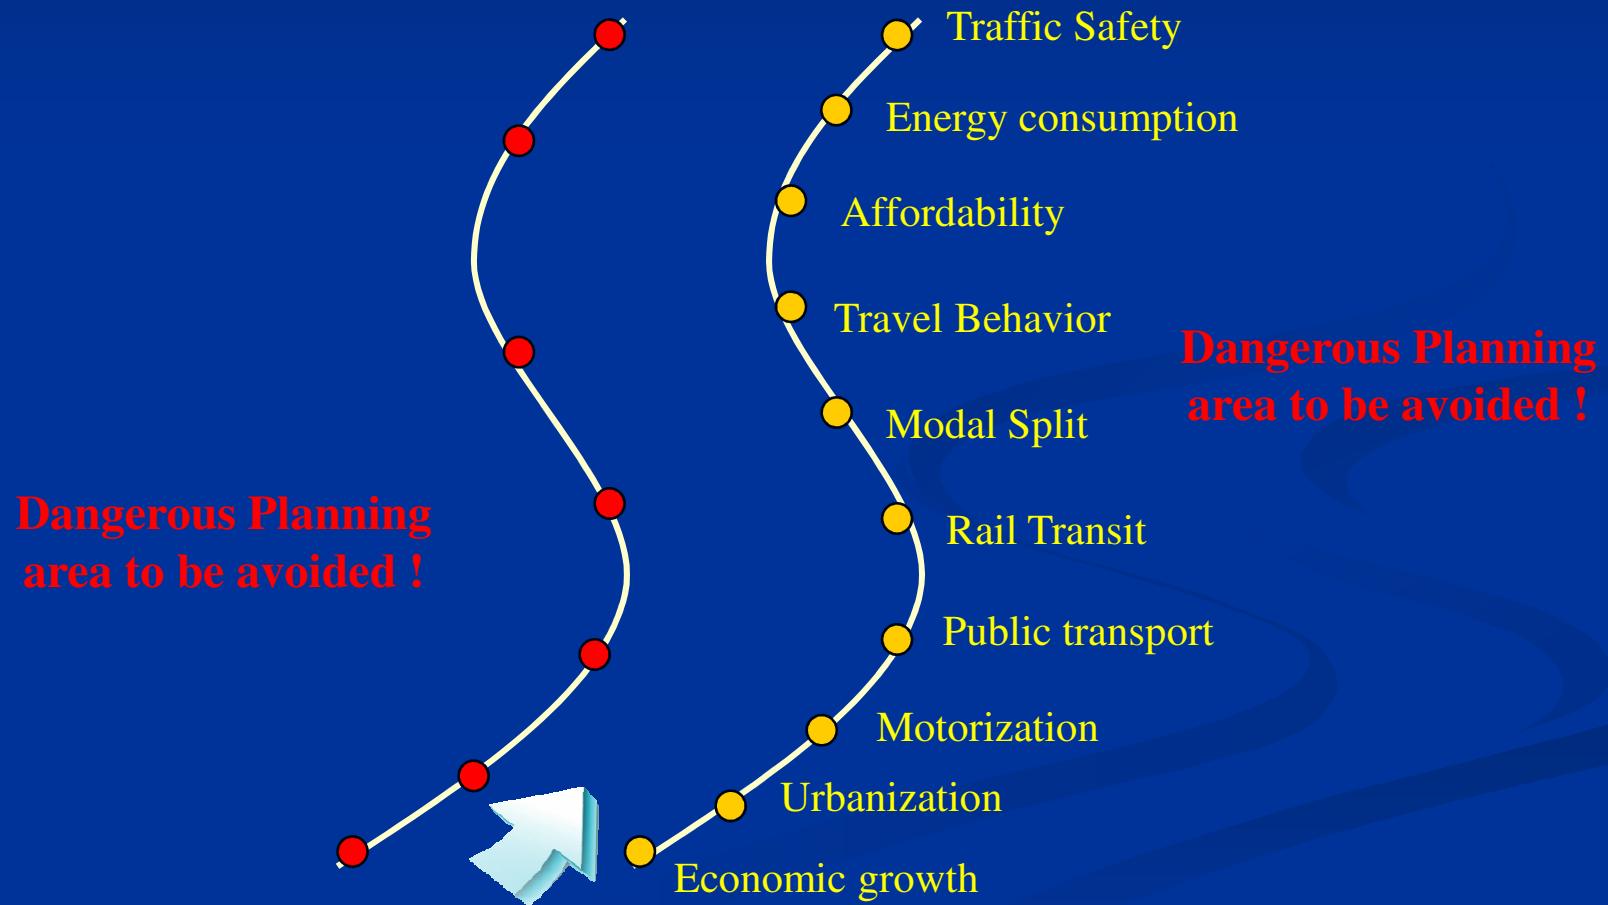 Traffic Safety
Energy consumption
Affordability
Travel Behavior
Dangerous Planning
area to be avoided !
Modal Split
Dangerous Planning
area to be avoided !
Rail Transit
Public transport
Motorization
Urbanization
Economic growth